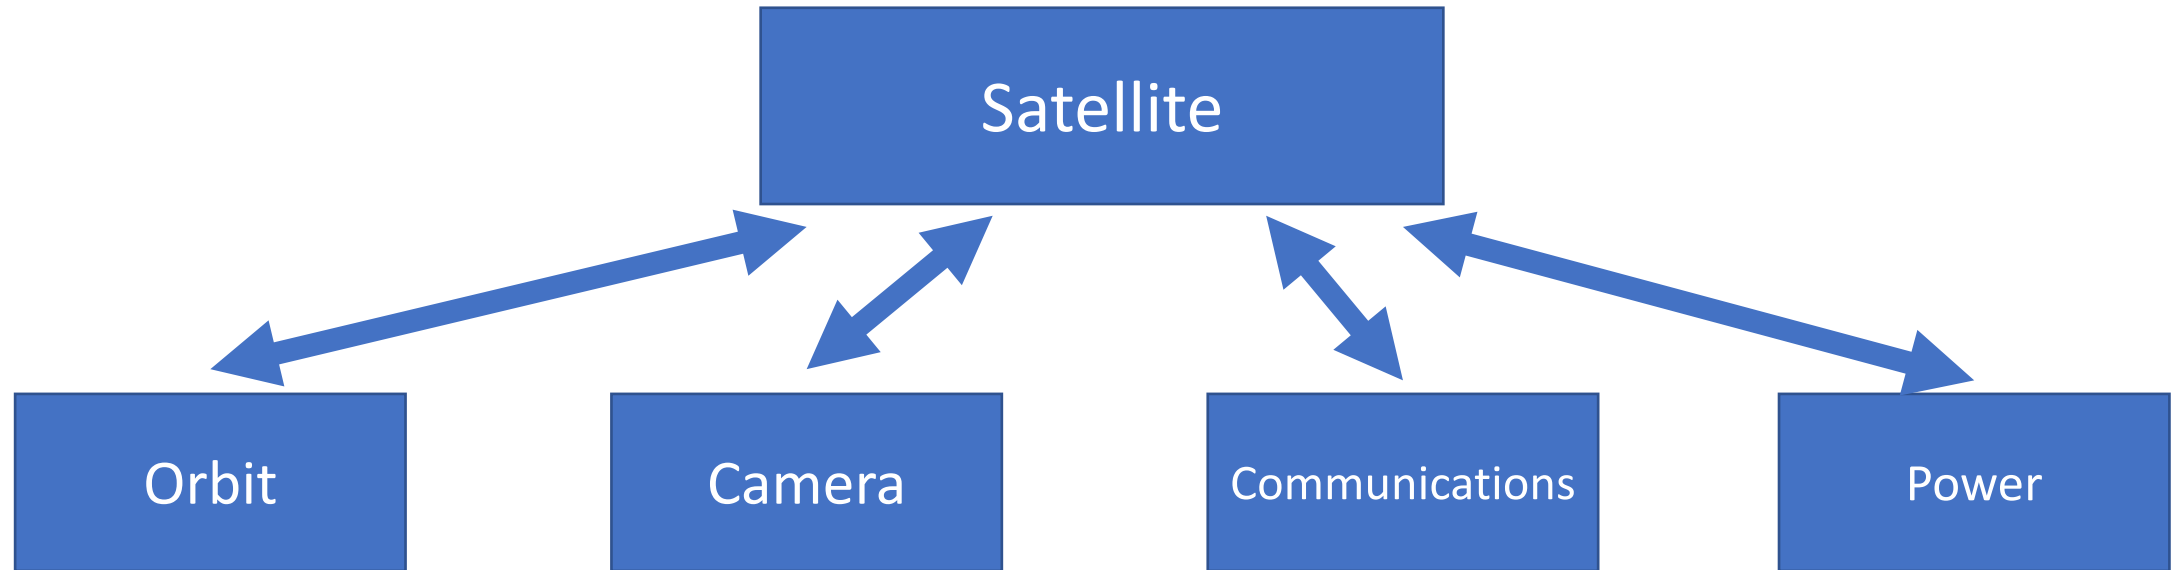 Satellite
Orbit
Camera
Communications
Power